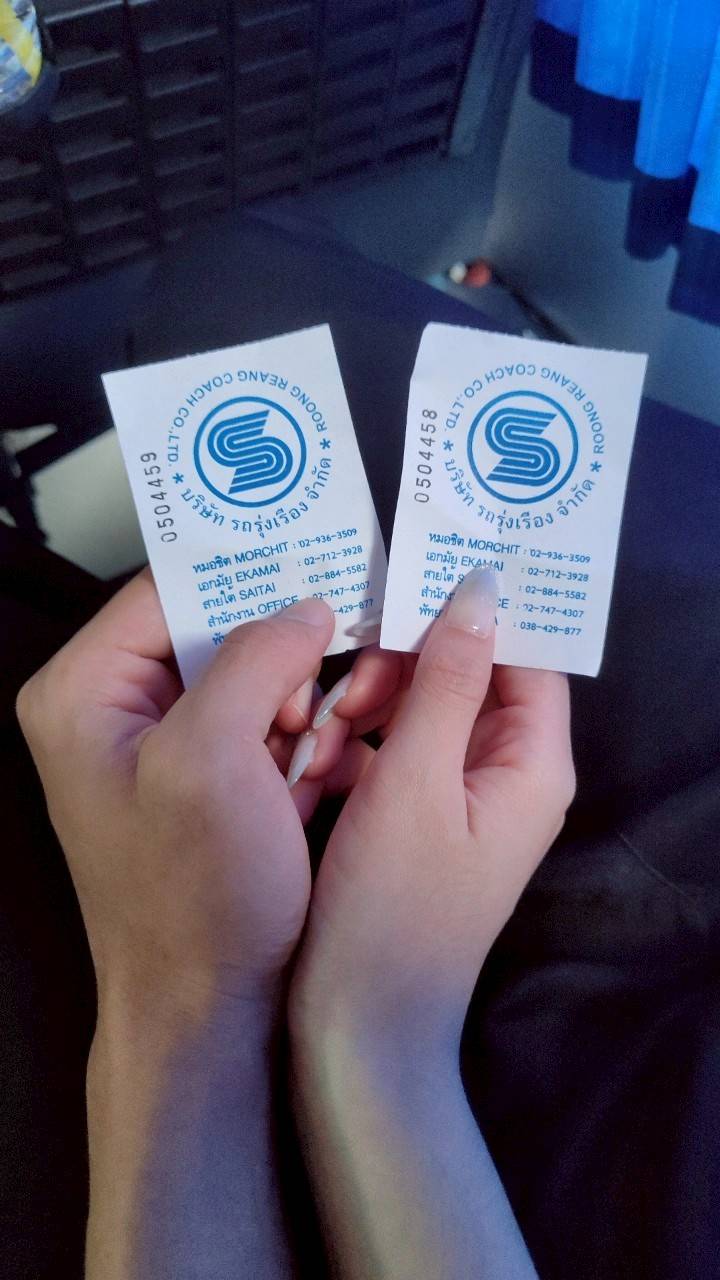 ROONG REANG COACH CO.,LTD.
★ บริษัท รถรุ่งเรือง จำกัด ★
0504459
หมอชิต MORCHIT : 02-936-3509
เอกมัย EKAMAI : 02-712-3928
สายใต้ SAITAI : 02-884-5582
สำนักงาน OFFICE : 02-747-4307
429-877
ROONG REANG COACH CO.,LTD.
★ บริษัท รถรุ่งเรือง จำกัด ★
0504458
หมอชิต MORCHIT : 02-936-3509
เอกมัย EKAMAI : 02-712-3928
สายใต้ : 02-884-5582
: 02-747-4307
: 038-429-877